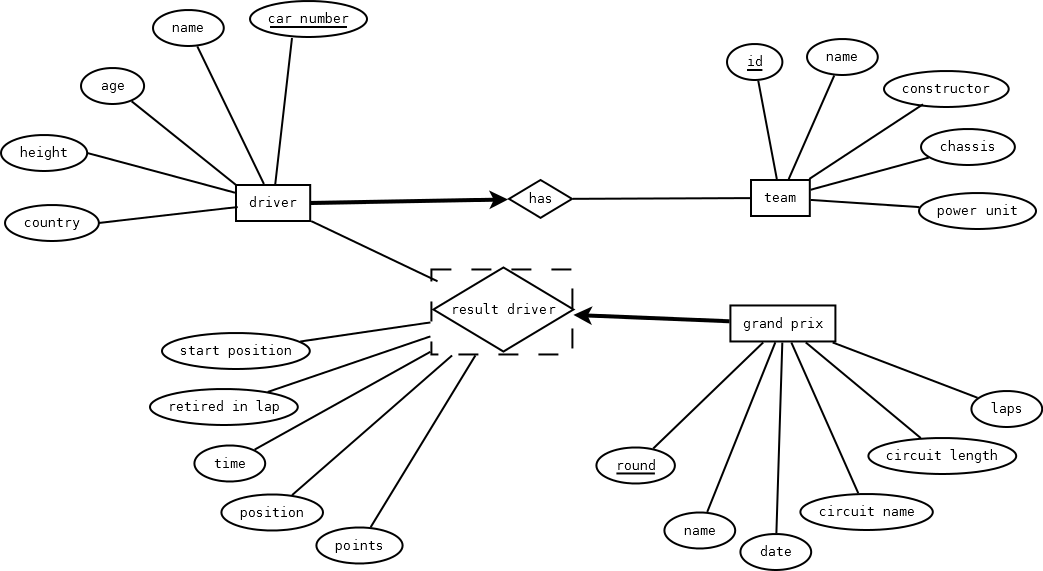 car number
name
age
height
country
driver
has
id
name
constructor
chassis
team
power unit
result driver
grand prix
start position
retired in lap
time
position
points
round
name
date
circuit name
circuit length
laps